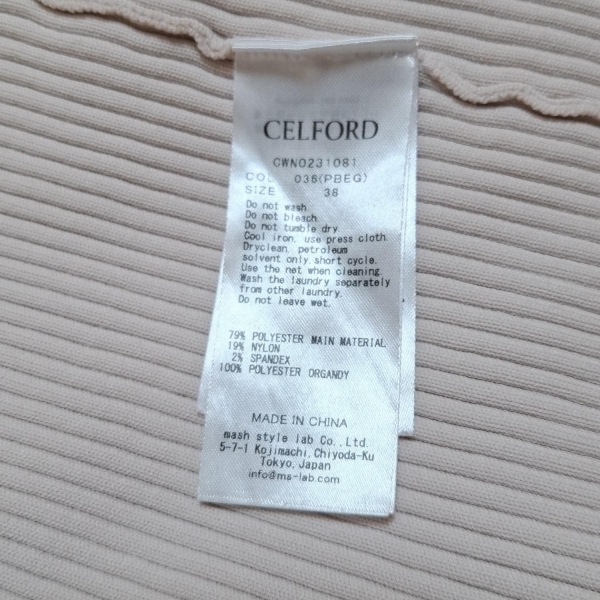 CELFORD
CWNO231081
COL 036(PBEG)
SIZE 38
Do not wash.
Do not bleach.
Do not tumble dry.
Cool iron, use press cloth.
Dryclean, petroleum
solvent only,short cycle.
Use the net when cleaning.
Wash the laundry separately
from other laundry.
Do not leave wet.
79% POLYESTER MAIN MATERIAL
19% NYLON
2% SPANDEX
100% POLYESTER ORGANDY
MADE IN CHINA
mash style lab Co.,Ltd.
5-7-1 Kojimachi,Chiyoda-Ku
Tokyo,Japan
info@ms-lab.com